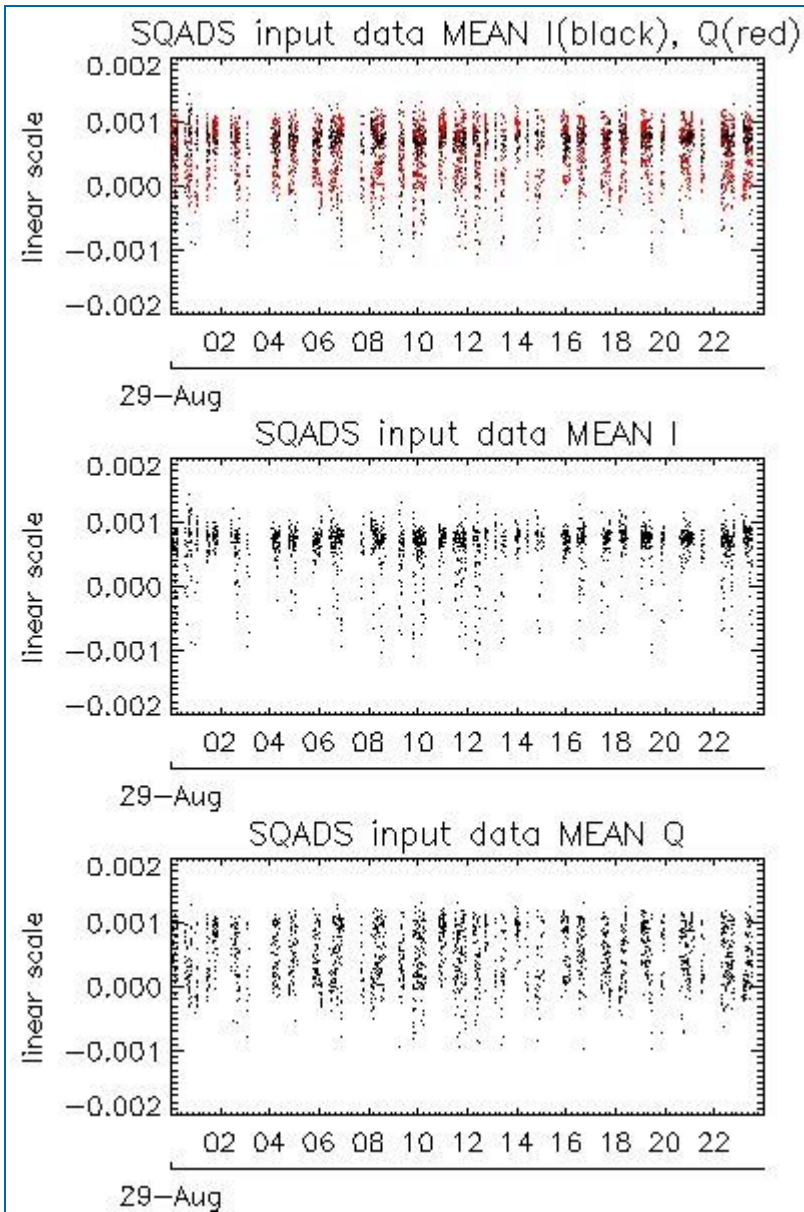 SQADS input data MEAN I(black), Q(red)
linear scale
0.002
0.001
0.000
-0.001
-0.002
02 04 06 08 10 12 14 16 18 20 22
29-Aug
SQADS input data MEAN I
linear scale
0.002
0.001
0.000
-0.001
-0.002
02 04 06 08 10 12 14 16 18 20 22
29-Aug
SQADS input data MEAN Q
linear scale
0.002
0.001
0.000
-0.001
-0.002
02 04 06 08 10 12 14 16 18 20 22
29-Aug